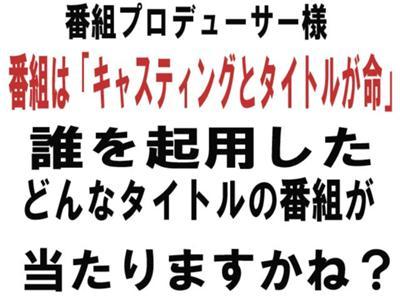 番組プロデューサー様
番組は「キャスティングとタイトルが命」
誰を起用した
どんなタイトルの番組が
当たりますかね？